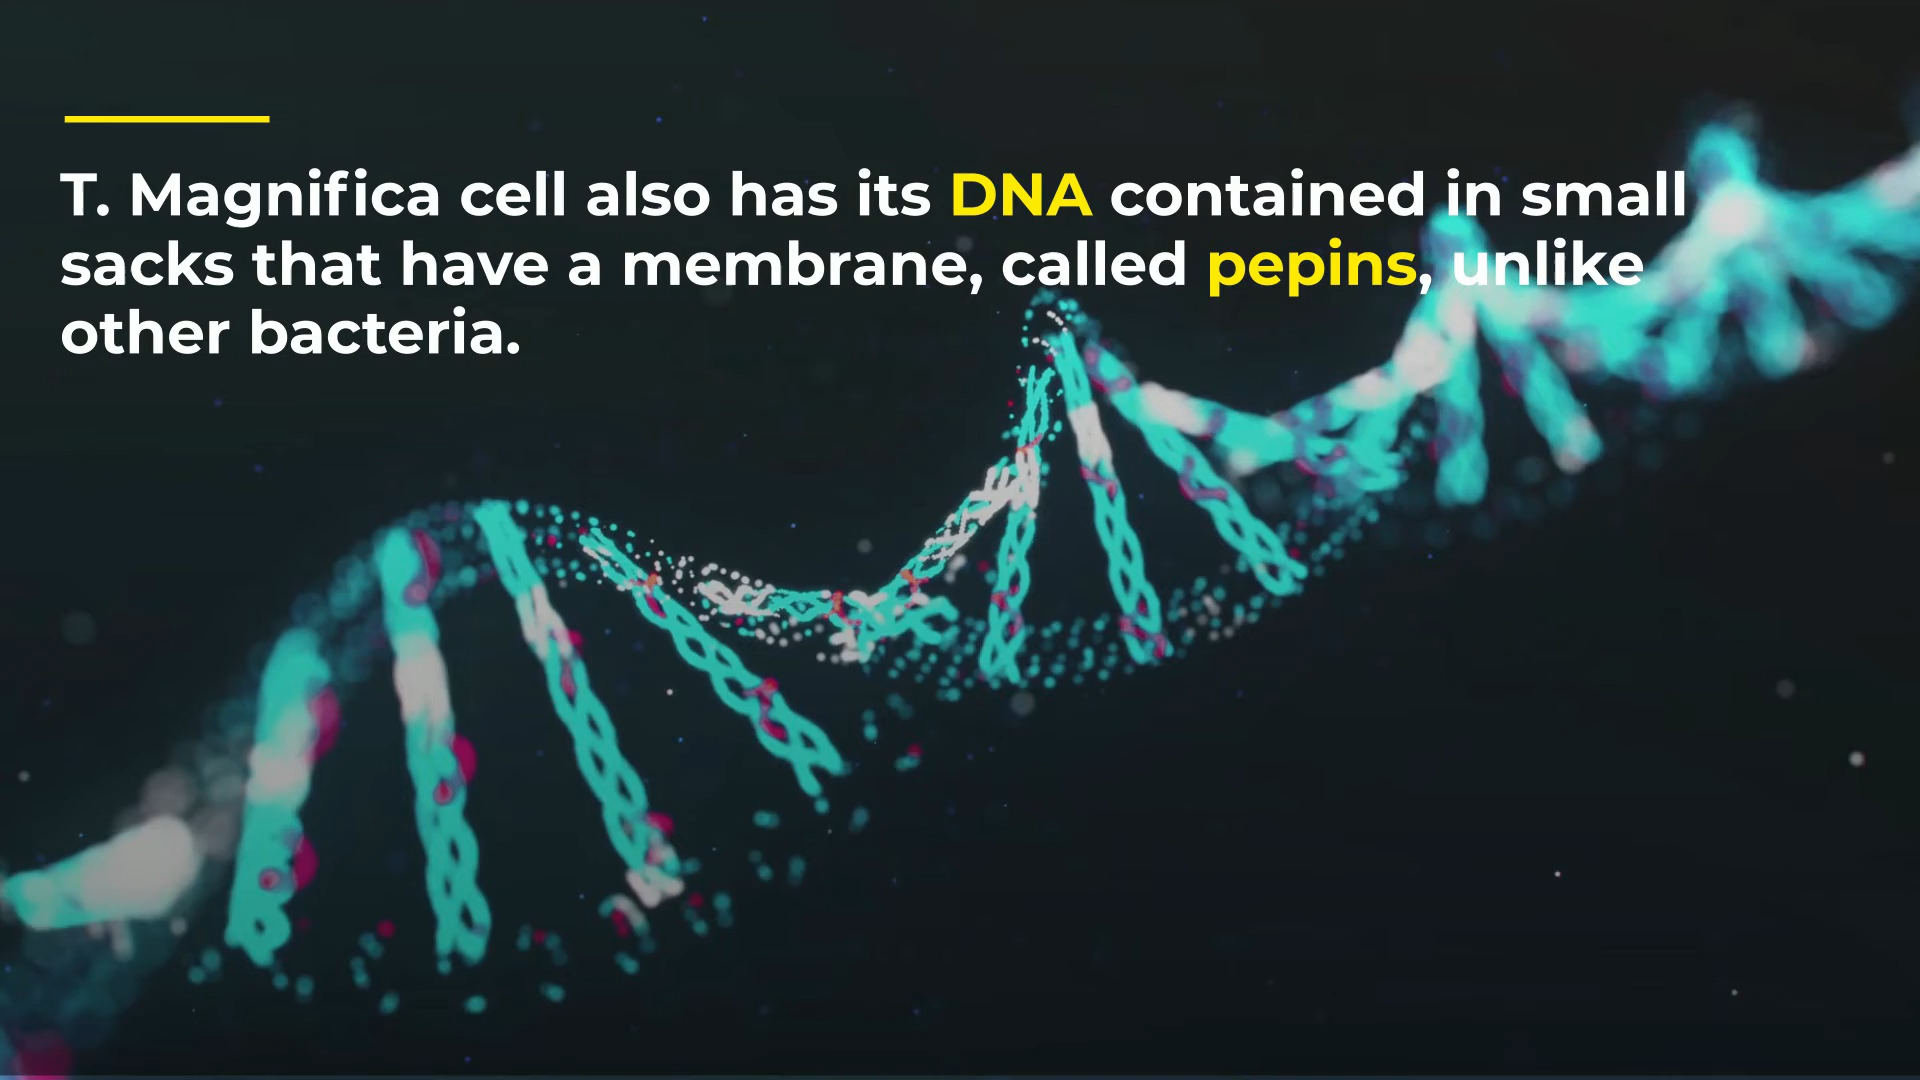 T. Magnifica cell also has its DNA contained in small
sacks that have a membrane, called pepins, unlike
other bacteria.